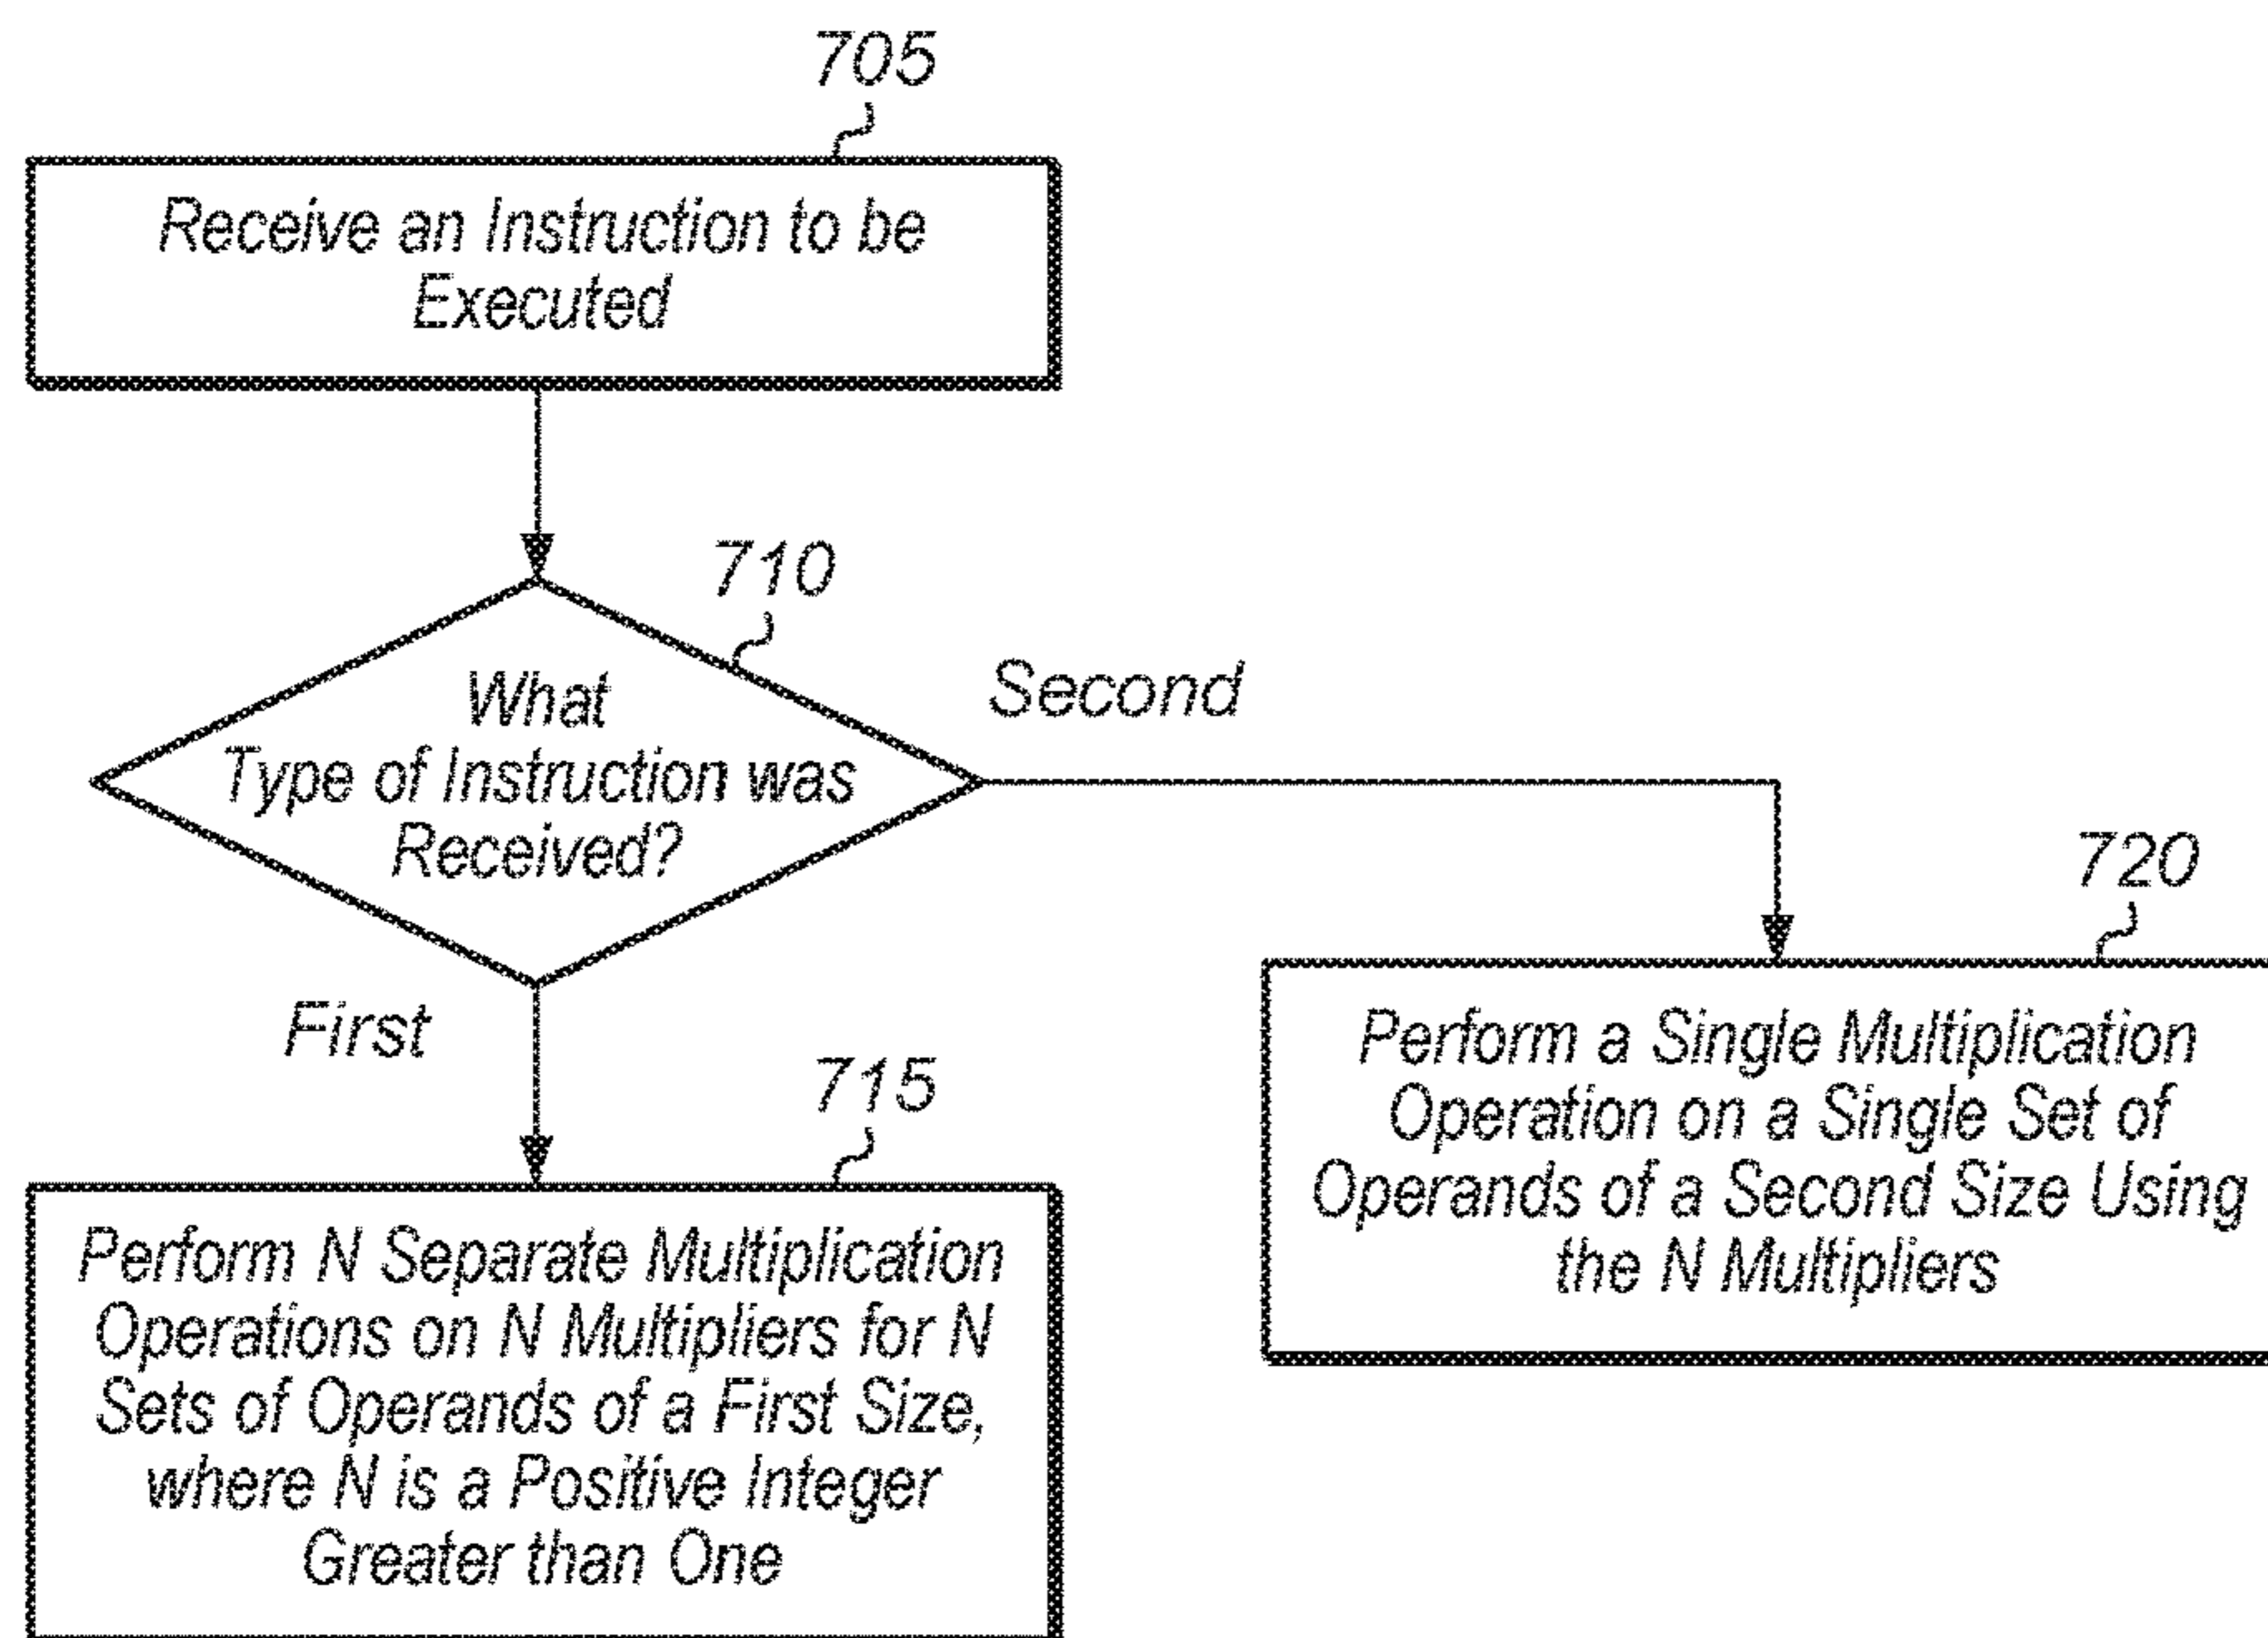 705
Receive an Instruction to be
Executed
710
What
Type of Instruction was
Received?
Second
First
715
Perform N Separate Multiplication
Operations on N Multipliers for N
Sets of Operands of a First Size,
where N is a Positive Integer
Greater than One
720
Perform a Single Multiplication
Operation on a Single Set of
Operands of a Second Size Using
the N Multipliers